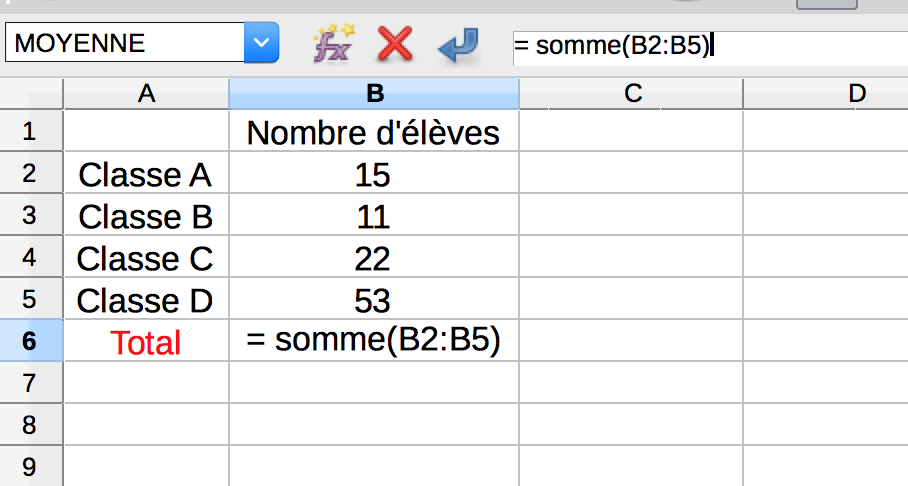 MOYENNE fx = somme(B2:B5)
A B C D
1 Nombre d'élèves
2 Classe A 15
3 Classe B 11
4 Classe C 22
5 Classe D 53
6 Total = somme(B2:B5)
7
8
9